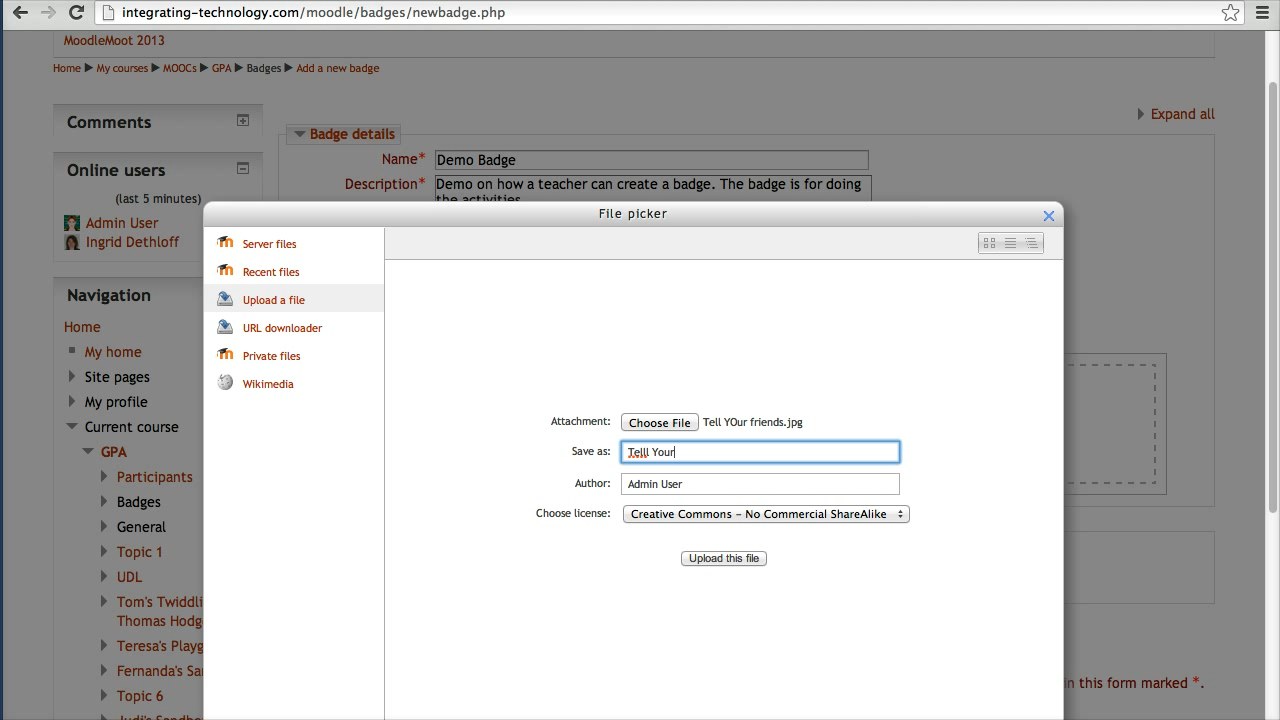 integrating-technology.com/moodle/badges/newbadge.php
MoodleMoot 2013
Home ▶ My courses ▶ MOOCs ▶ GPA ▶ Badges ▶ Add a new badge
Expand all
Comments
Online users
(last 5 minutes)
Admin User
Ingrid Dethloff
Navigation
Home
My home
Site pages
My profile
Current course
GPA
Participants
Badges
General
Topic 1
UDL
Tom's Twiddli
Thomas Hodg
Teresa's Playg
Fernanda's Sa
Topic 6
Judi's Sandbo
Badge details
Name* Demo Badge
Description* Demo on how a teacher can create a badge. The badge is for doing
the activities
File picker
Server files
Recent files
Upload a file
URL downloader
Private files
Wikimedia
Attachment: Choose File Tell YOur friends.jpg
Save as: Telll Your
Author: Admin User
Choose license: Creative Commons - No Commercial ShareAlike
Upload this file
in this form marked *.